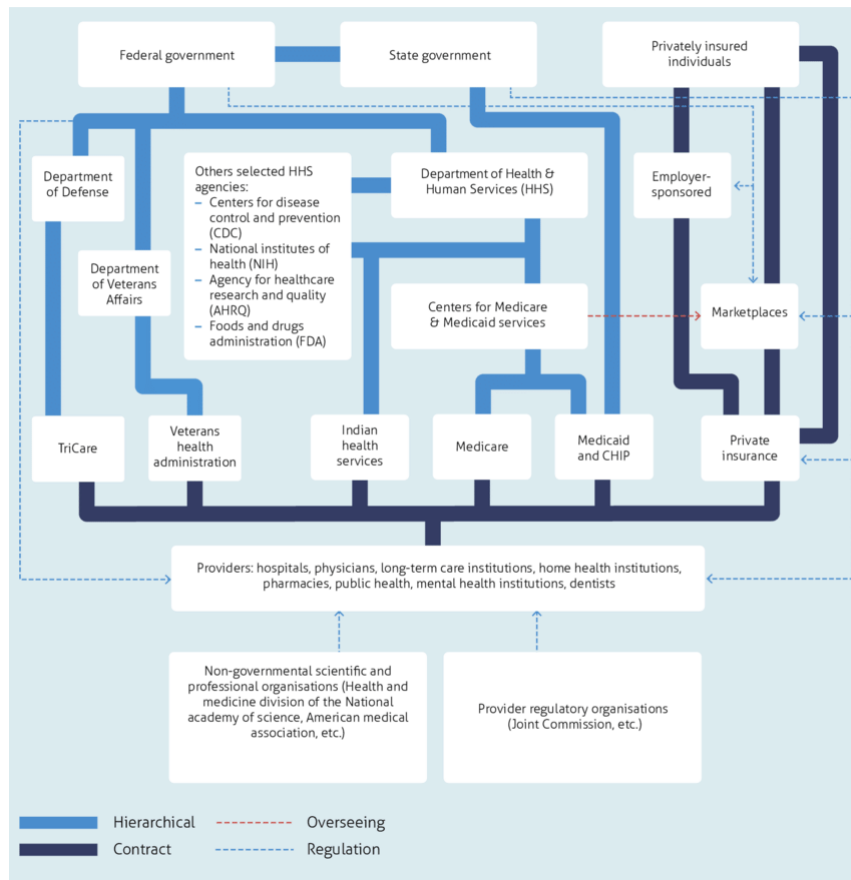 Federal government
State government
Privately insured
individuals
Department
of Defense
Others selected HHS
agencies:
– Centers for disease
control and prevention
(CDC)
– National institutes of
health (NIH)
– Agency for healthcare
research and quality
(AHRQ)
– Foods and drugs
administration (FDA)
Department of Health &
Human Services (HHS)
Employer-
sponsored
Department
of Veterans
Affairs
Centers for Medicare
& Medicaid services
Marketplaces
TriCare
Veterans
health
administration
Indian
health
services
Medicare
Medicaid
and CHIP
Private
insurance
Providers: hospitals, physicians, long-term care institutions, home health institutions,
pharmacies, public health, mental health institutions, dentists
Non-governmental scientific and
professional organisations (Health and
medicine division of the National
academy of science, American medical
association, etc.)
Provider regulatory organisations
(Joint Commission, etc.)
Hierarchical
Overseeing
Contract
Regulation